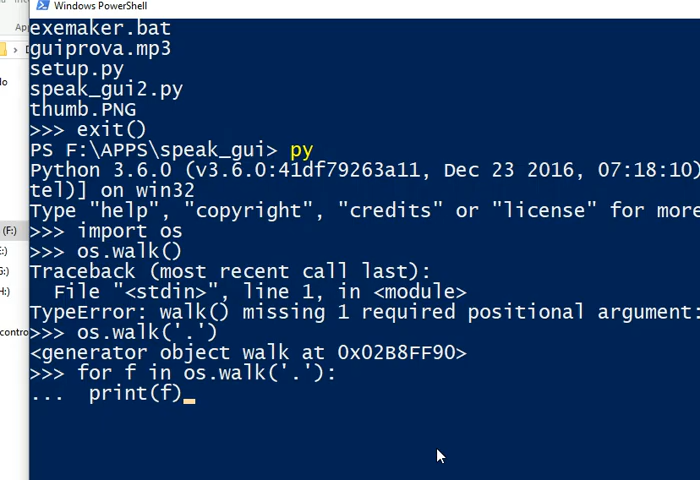 Windows PowerShell
exemaker.bat
guiprova.mp3
setup.py
speak_gui2.py
thumb.PNG
>>> exit()
PS F:\APPS\speak_gui> py
Python 3.6.0 (v3.6.0:41df79263a11, Dec 23 2016, 07:18:10)
tel)] on win32
Type "help", "copyright", "credits" or "license" for more
>>> import os
>>> os.walk()
Traceback (most recent call last):
  File "<stdin>", line 1, in <module>
TypeError: walk() missing 1 required positional argument:
>>> os.walk('.')
<generator object walk at 0x02B8FF90>
>>> for f in os.walk('.'):
...  print(f)
(F:)
E:)
G:)
H:)
contro